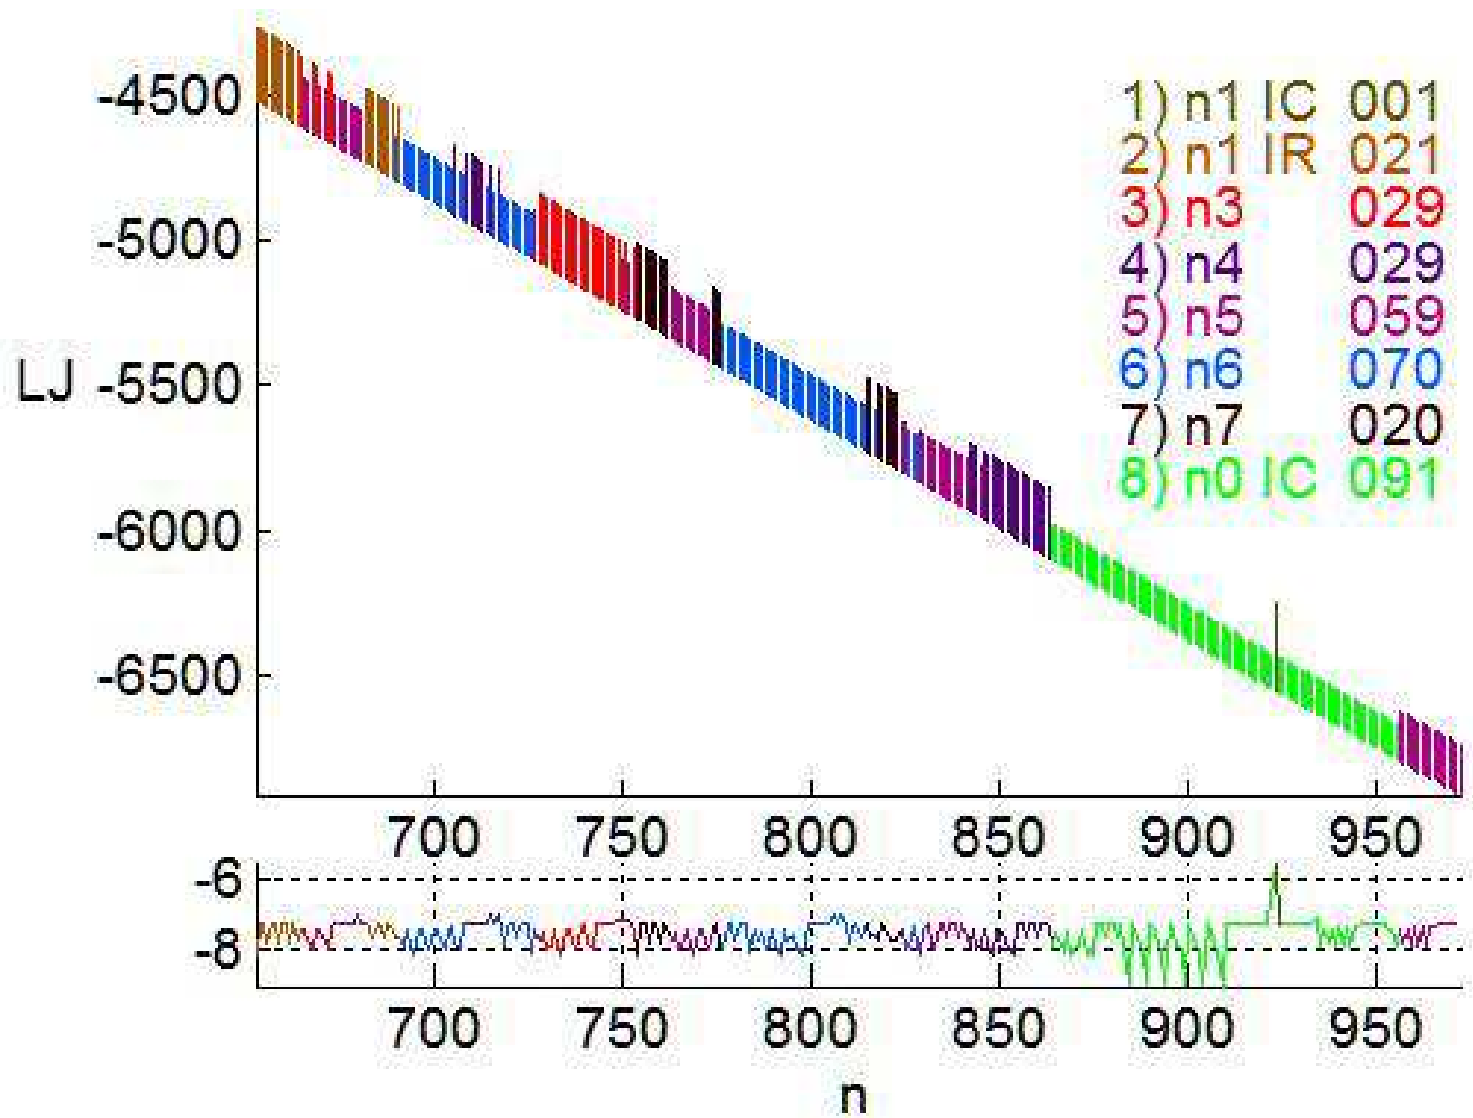 -4500
-5000
LJ -5500
-6000
-6500
1) n1 IC 001
2) n1 IR 021
3) n3 029
4) n4 029
5) n5 059
6) n6 070
7) n7 020
8) n0 IC 091
700 750 800 850 900 950
-6
-8
700 750 800 850 900 950
n